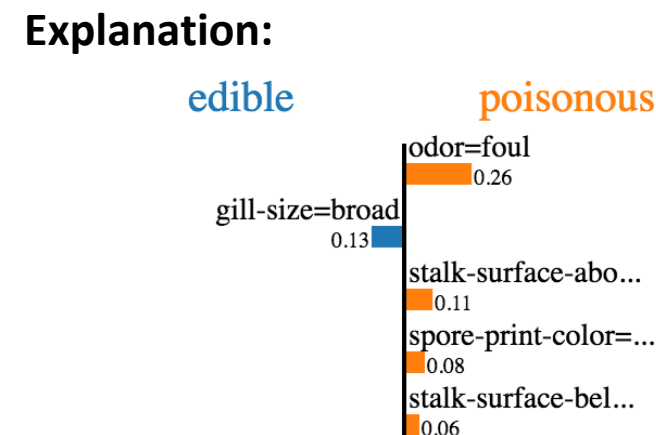 Explanation:
edible poisonous
odor=foul
0.26
gill-size=broad
0.13
stalk-surface-abo...
0.11
spore-print-color=...
0.08
stalk-surface-bel...
0.06